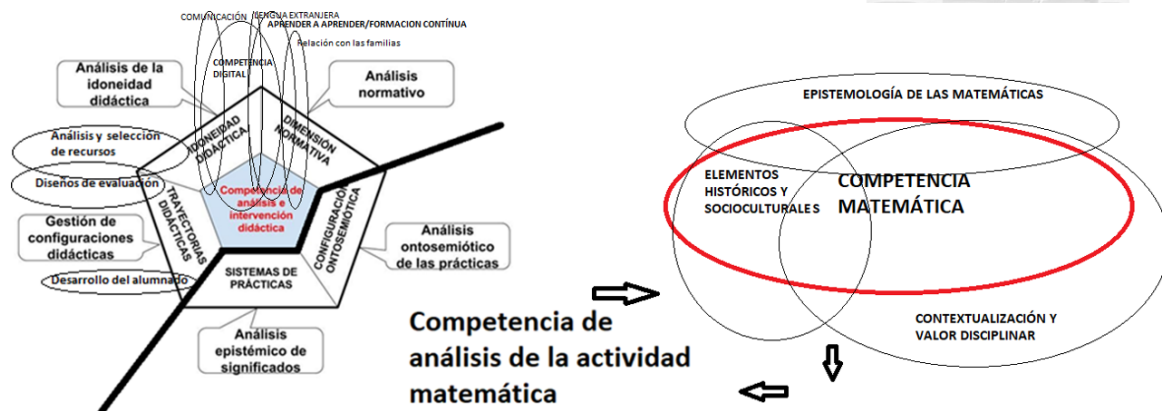 COMUNICACIÓN
LENGUA EXTRANJERA
APRENDER A APRENDER/FORMACION CONTÍNUA
Relación con las familias
COMPETENCIA
DIGITAL
Análisis de la
idoneidad
didáctica
Análisis
normativo
IDONEIDAD
DIDÁCTICA
DIMENSIÓN
NORMATIVA
Análisis y selección
de recursos
Diseños de evaluación
Competencia de
análisis e
intervención
didáctica
TRAYECTORIAS
DIDÁCTICAS
CONFIGURACIÓN
ONTOSEMIÓTICA
Gestión de
configuraciones
didácticas
Análisis
ontosemiótico
de las prácticas
Desarrollo del alumnado
SISTEMAS DE
PRÁCTICAS
Análisis
epistémico de
significados
Competencia de
análisis de la actividad
matemática
EPISTEMOLOGÍA DE LAS MATEMÁTICAS
ELEMENTOS
HISTÓRICOS Y
SOCIOCULTURALES
COMPETENCIA
MATEMÁTICA
CONTEXTUALIZACIÓN Y
VALOR DISCIPLINAR